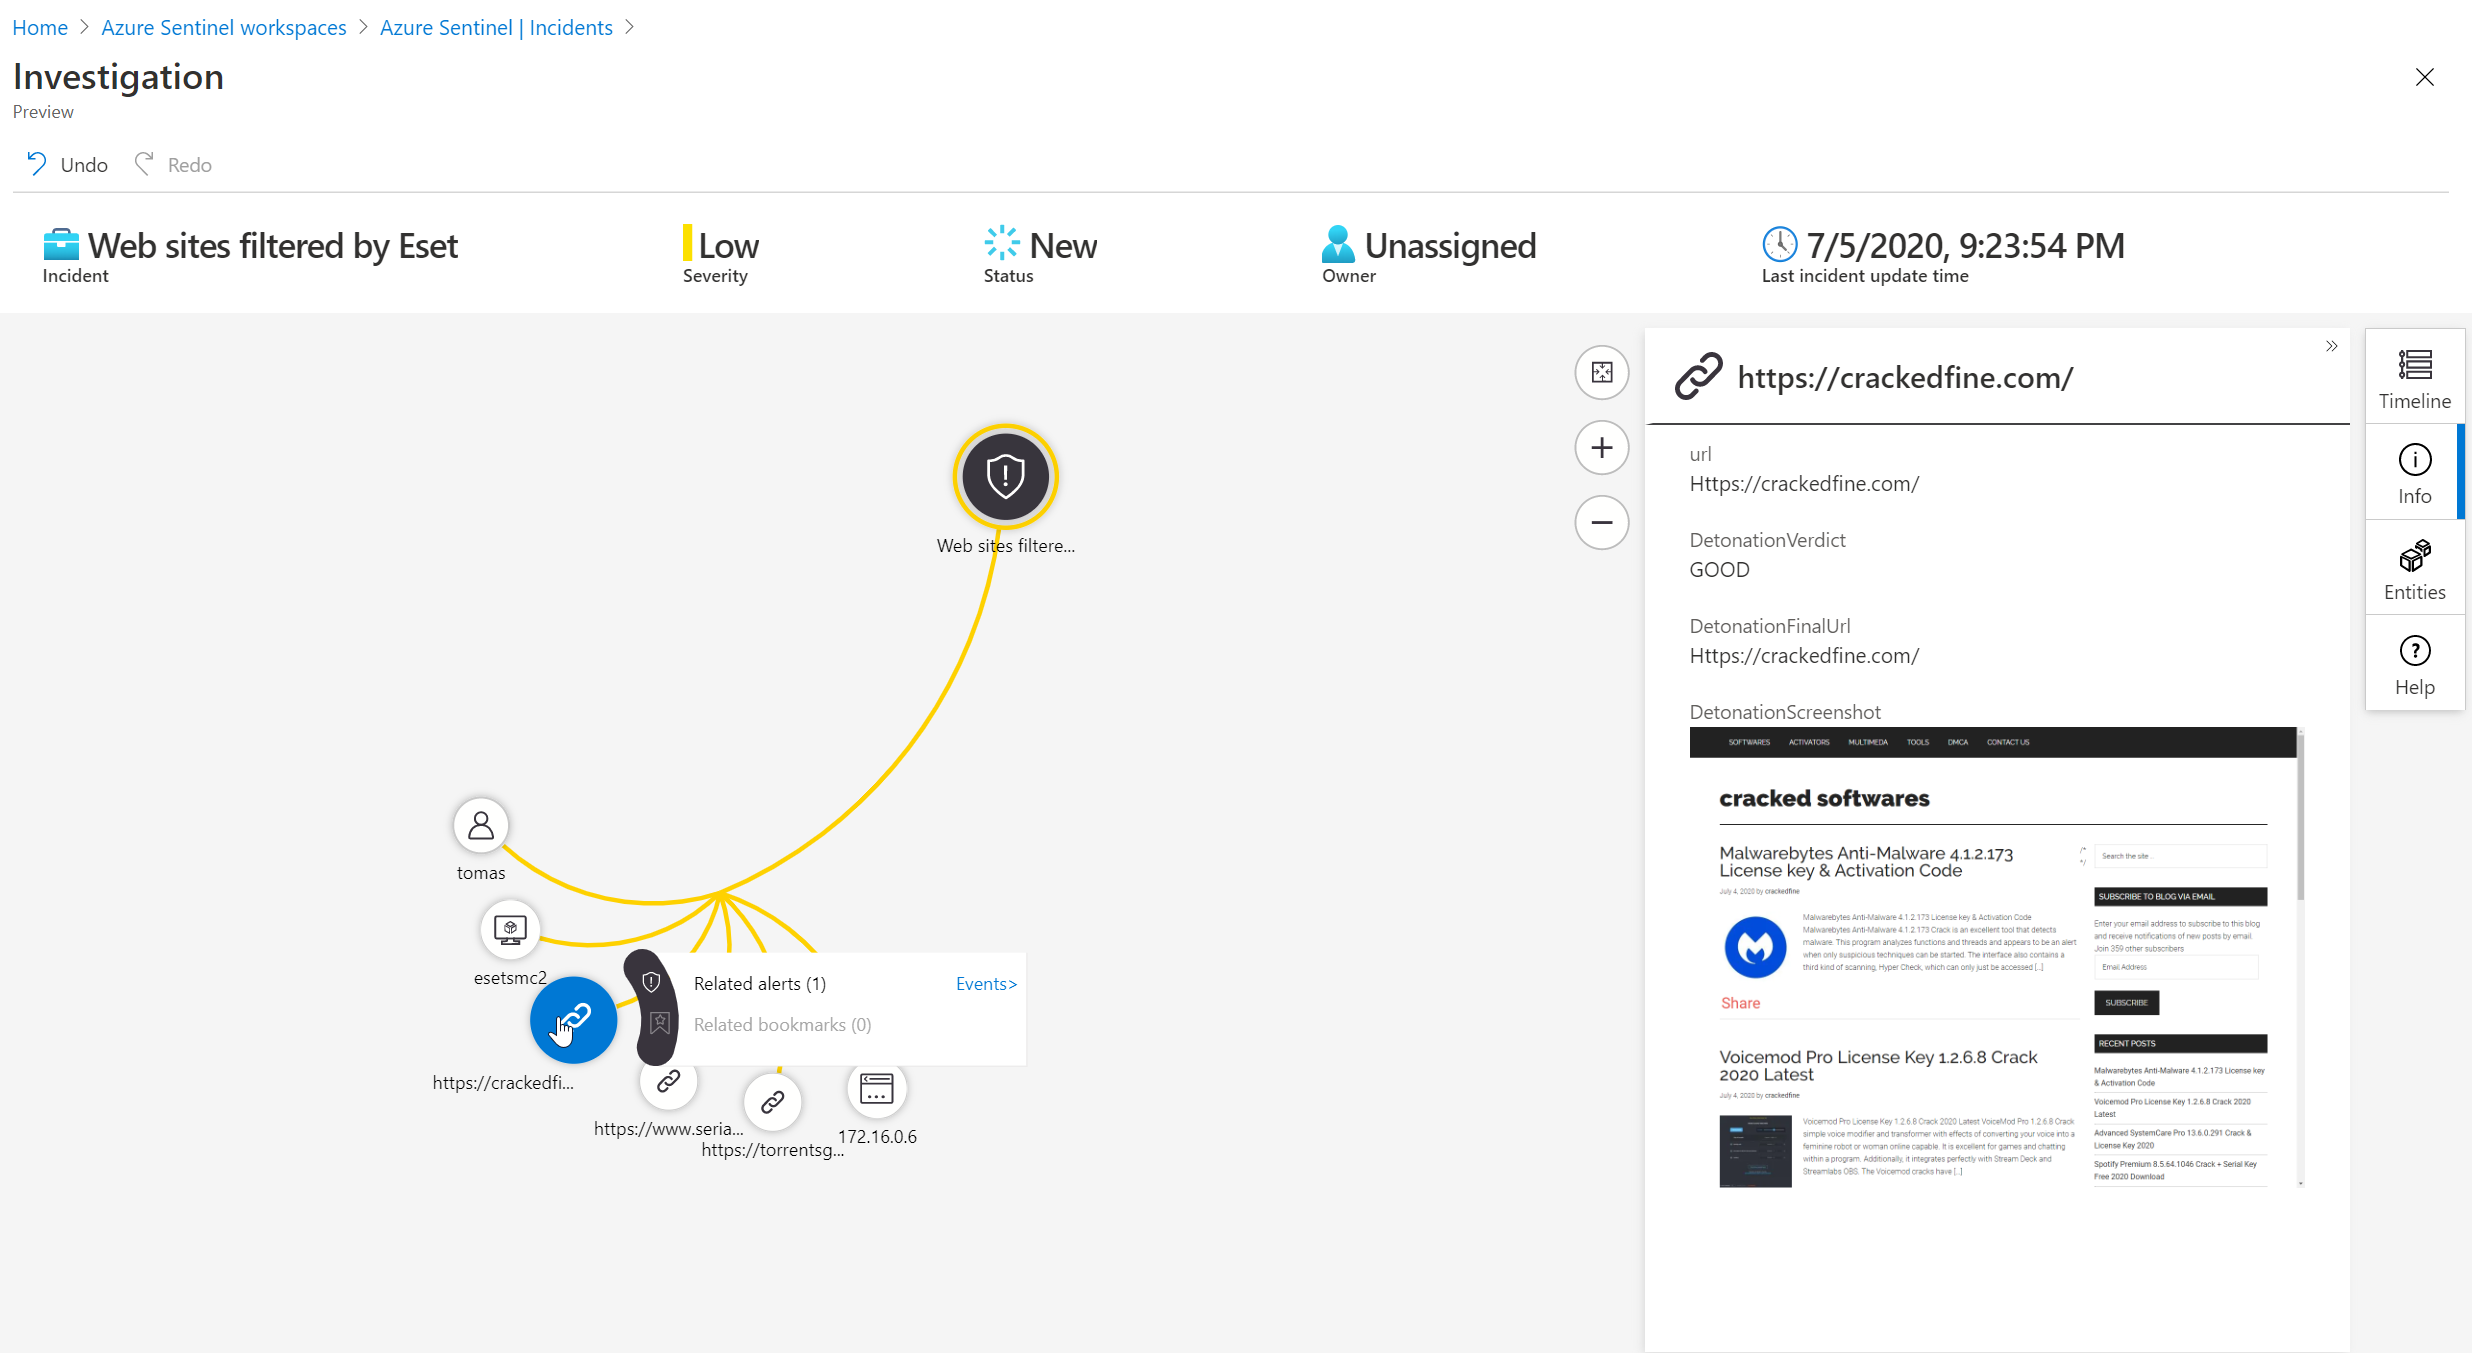 Home > Azure Sentinel workspaces > Azure Sentinel | Incidents >
Investigation
Preview
Undo Redo
Web sites filtered by Eset
Incident
Low
Severity
New
Status
Unassigned
Owner
7/5/2020, 9:23:54 PM
Last incident update time
Web sites filtere...
tomas
esetsmc2
https://crackedfi...
Related alerts (1)
Events>
Related bookmarks (0)
https://www.seria...
https://torrentsg...
172.16.0.6
https://crackedfine.com/
url
Https://crackedfine.com/
DetonationVerdict
GOOD
DetonationFinalUrl
Https://crackedfine.com/
DetonationScreenshot
SOFTWARES ACTIVATORS MULTIMEDIA TOOLS DMCA CONTACT US
cracked softwares
Malwarebytes Anti-Malware 4.1.2.173
License key & Activation Code
July 4, 2020 by crackedfine
Malwarebytes Anti-Malware 4.1.2.173 License key & Activation Code
Malwarebytes Anti-Malware 4.1.2.173 Crack is an excellent tool that detects
malware. This program analyzes functions and threads and appears to be an alert
when only suspicious techniques can be started. The interface also contains a
third kind of scanning, Hyper Check, which can only just be accessed [...]
Share
Voicemod Pro License Key 1.2.6.8 Crack
2020 Latest
July 4, 2020 by crackedfine
Voicemod Pro License Key 1.2.6.8 Crack 2020 Latest VoiceMod Pro 1.2.6.8 Crack
simple voice modifier and transformer with effects of converting your voice into a
feminine robot or woman online capable. It is excellent for games and chatting
within a program. Additionally, it integrates perfectly with Stream Deck and
Streamlabs OBS. The Voicemod cracks have [...]
/*
*/
Search the site ...
SUBSCRIBE TO BLOG VIA EMAIL
Enter your email address to subscribe to this blog
and receive notifications of new posts by email.
Join 359 other subscribers
Email Address
SUBSCRIBE
RECENT POSTS
Malwarebytes Anti-Malware 4.1.2.173 License key
& Activation Code
Voicemod Pro License Key 1.2.6.8 Crack 2020
Latest
Advanced SystemCare Pro 13.6.0.291 Crack &
License Key 2020
Spotify Premium 8.5.64.1046 Crack + Serial Key
Free 2020 Download
Timeline
Info
Entities
Help